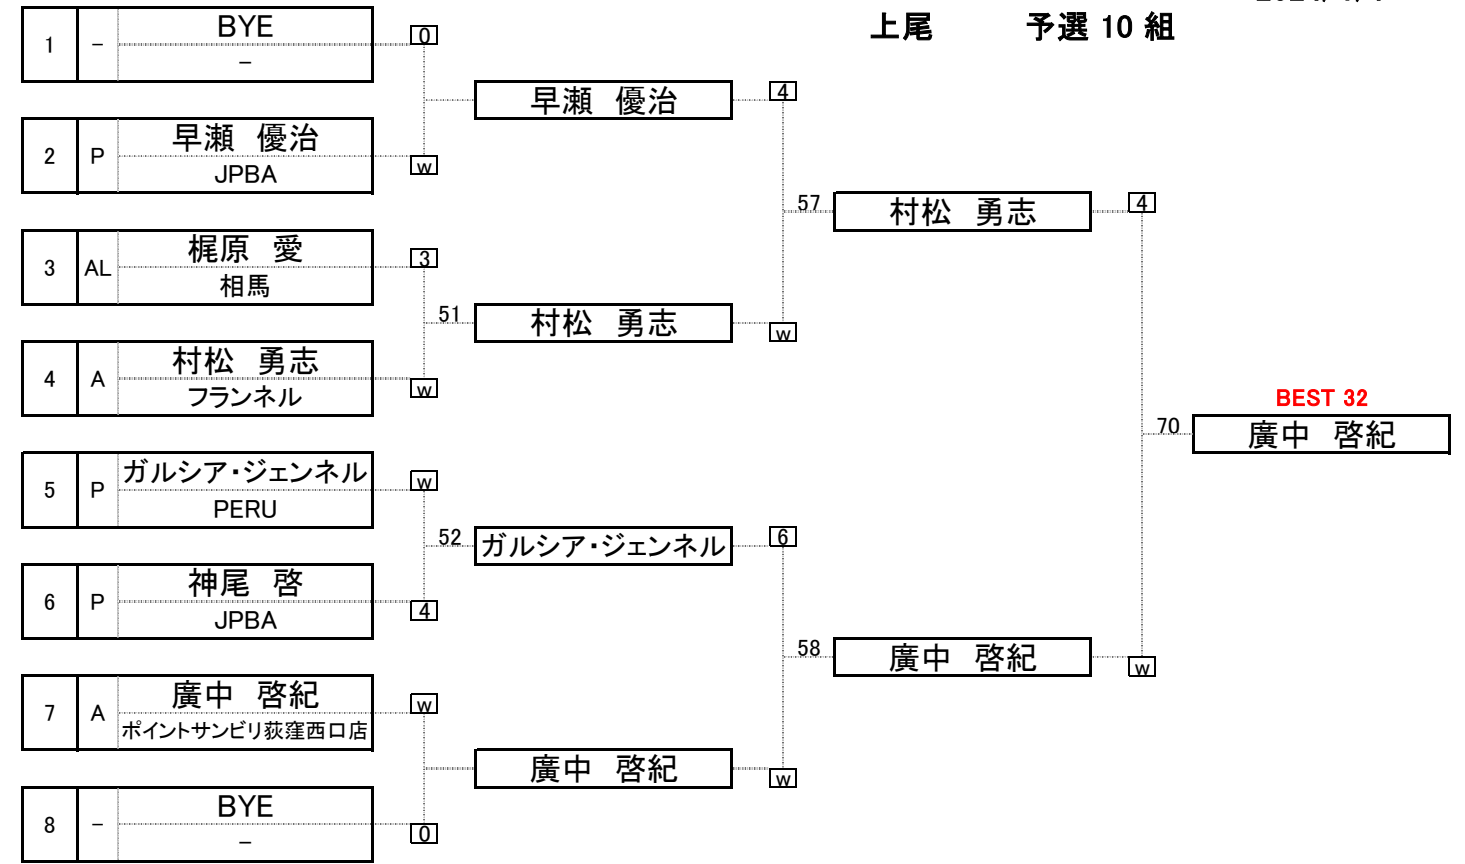 上尾 予選 10 組
1 - BYE 0
-
早瀬 優治 4
2 P 早瀬 優治 w
JPBA
57 村松 勇志 4
3 AL 梶原 愛 3
相馬
51 村松 勇志 w
4 A 村松 勇志 w
フランネル
BEST 32
70 廣中 啓紀
5 P ガルシア・ジェンネル w
PERU
52 ガルシア・ジェンネル 6
6 P 神尾 啓 4
JPBA
58 廣中 啓紀 w
7 A 廣中 啓紀 w
ポイントサンビリ荻窪西口店
廣中 啓紀 w
8 - BYE 0
-